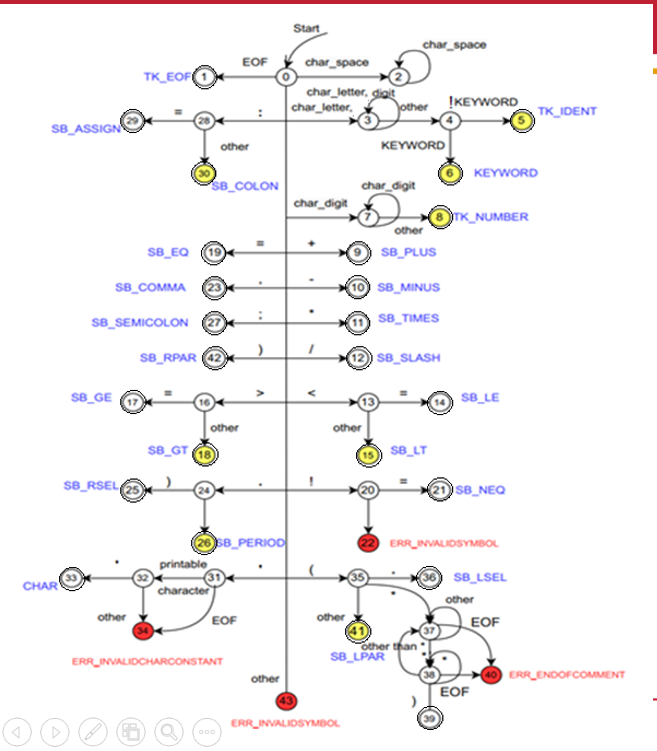 Start
EOF
char_space
char_space
TK_EOF
1
0
2
char_letter, digit
char_letter,
other
!KEYWORD
TK_IDENT
SB_ASSIGN
29
=
28
:
3
4
5
other
KEYWORD
30
SB_COLON
6
KEYWORD
char_digit
char_digit
7
8
TK_NUMBER
other
SB_EQ
19
=
+
9
SB_PLUS
SB_COMMA
23
-
10
SB_MINUS
SB_SEMICOLON
27
;
*
11
SB_TIMES
SB_RPAR
42
)
/
12
SB_SLASH
SB_GE
17
=
16
>
<
13
=
14
SB_LE
other
other
SB_GT
18
15
SB_LT
SB_RSEL
25
)
24
.
!
20
=
21
SB_NEQ
26
SB_PERIOD
22
ERR_INVALIDSYMBOL
CHAR
33
32
printable
character
31
(
35
36
SB_LSEL
other
34
EOF
ERR_INVALIDCHARCONSTANT
other
41
SB_LPAR
other
37
EOF
other than *
38
40
ERR_ENDOFCOMMENT
EOF
)
39
other
43
ERR_INVALIDSYMBOL